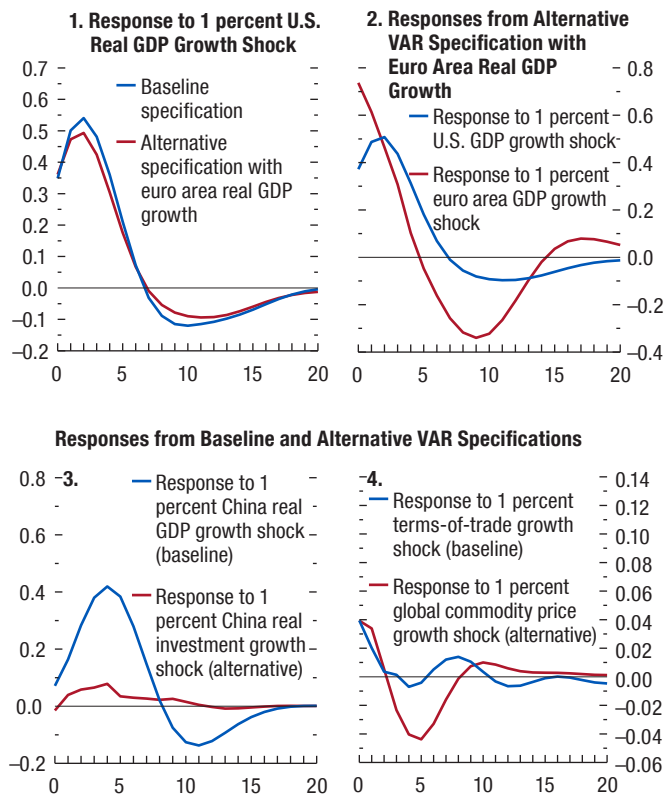 1. Response to 1 percent U.S.
Real GDP Growth Shock
0.7
0.6
0.5
0.4
0.3
0.2
0.1
0.0
–0.1
–0.2
Baseline
specification
Alternative
specification with
euro area real GDP
growth
0 5 10 15 20
2. Responses from Alternative
VAR Specification with
Euro Area Real GDP
Growth
Response to 1 percent
U.S. GDP growth shock
Response to 1 percent
euro area GDP growth
shock
0.8
0.6
0.4
0.2
0.0
–0.2
–0.4
0 5 10 15 20
Responses from Baseline and Alternative VAR Specifications
3.
0.8
0.6
0.4
0.2
0.0
–0.2
Response to 1
percent China real
GDP growth shock
(baseline)
Response to 1
percent China real
investment growth
shock (alternative)
0 5 10 15 20
4.
Response to 1 percent
terms-of-trade growth
shock (baseline)
Response to 1 percent
global commodity price
growth shock (alternative)
0.14
0.12
0.10
0.08
0.06
0.04
0.02
0.00
–0.02
–0.04
–0.06
0 5 10 15 20